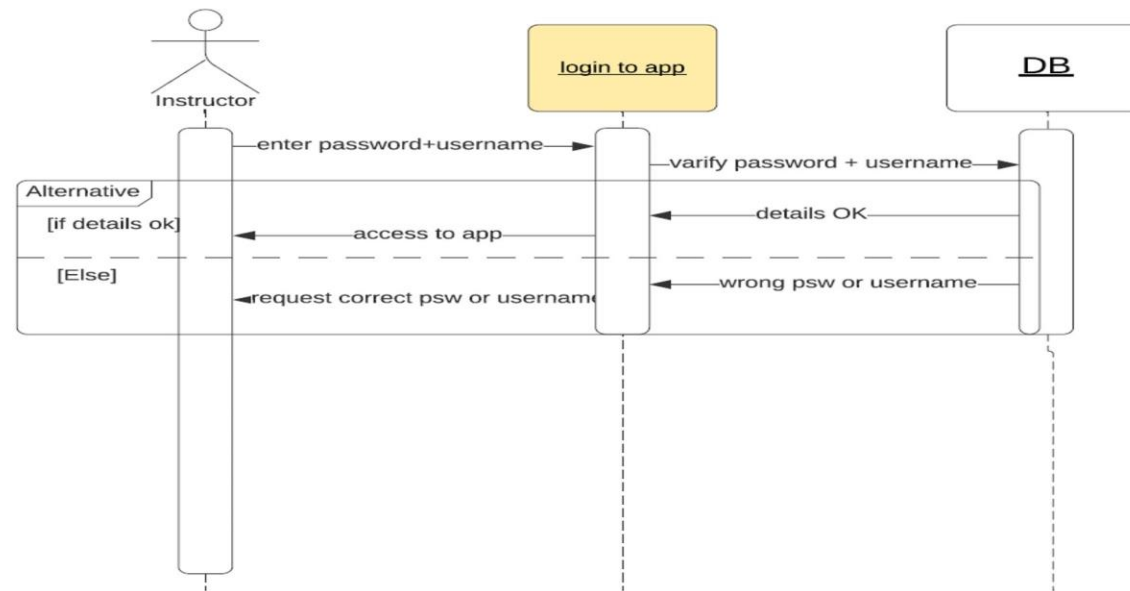 Instructor
login to app
DB
enter password+username
varify password + username
Alternative
details OK
[if details ok]
access to app
[Else]
wrong psw or username
request correct psw or username